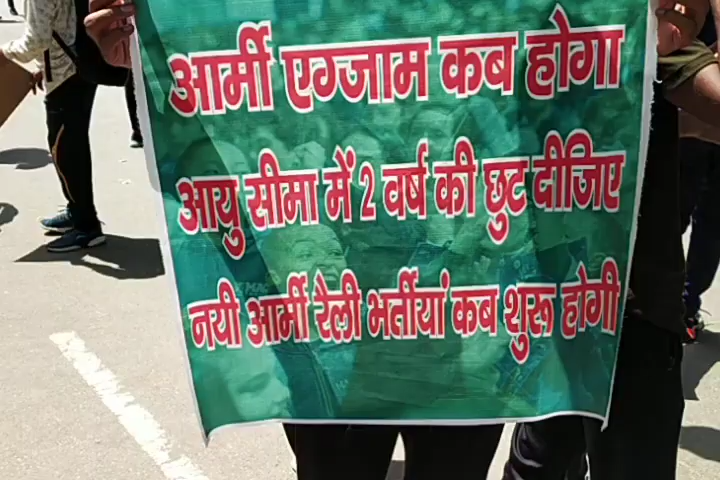 आर्मी एग्जाम कब होगा
आयु सीमा में 2 वर्ष की छुट दीजिए
नयी आर्मी रैली भर्तीयां कब शुरू होगी